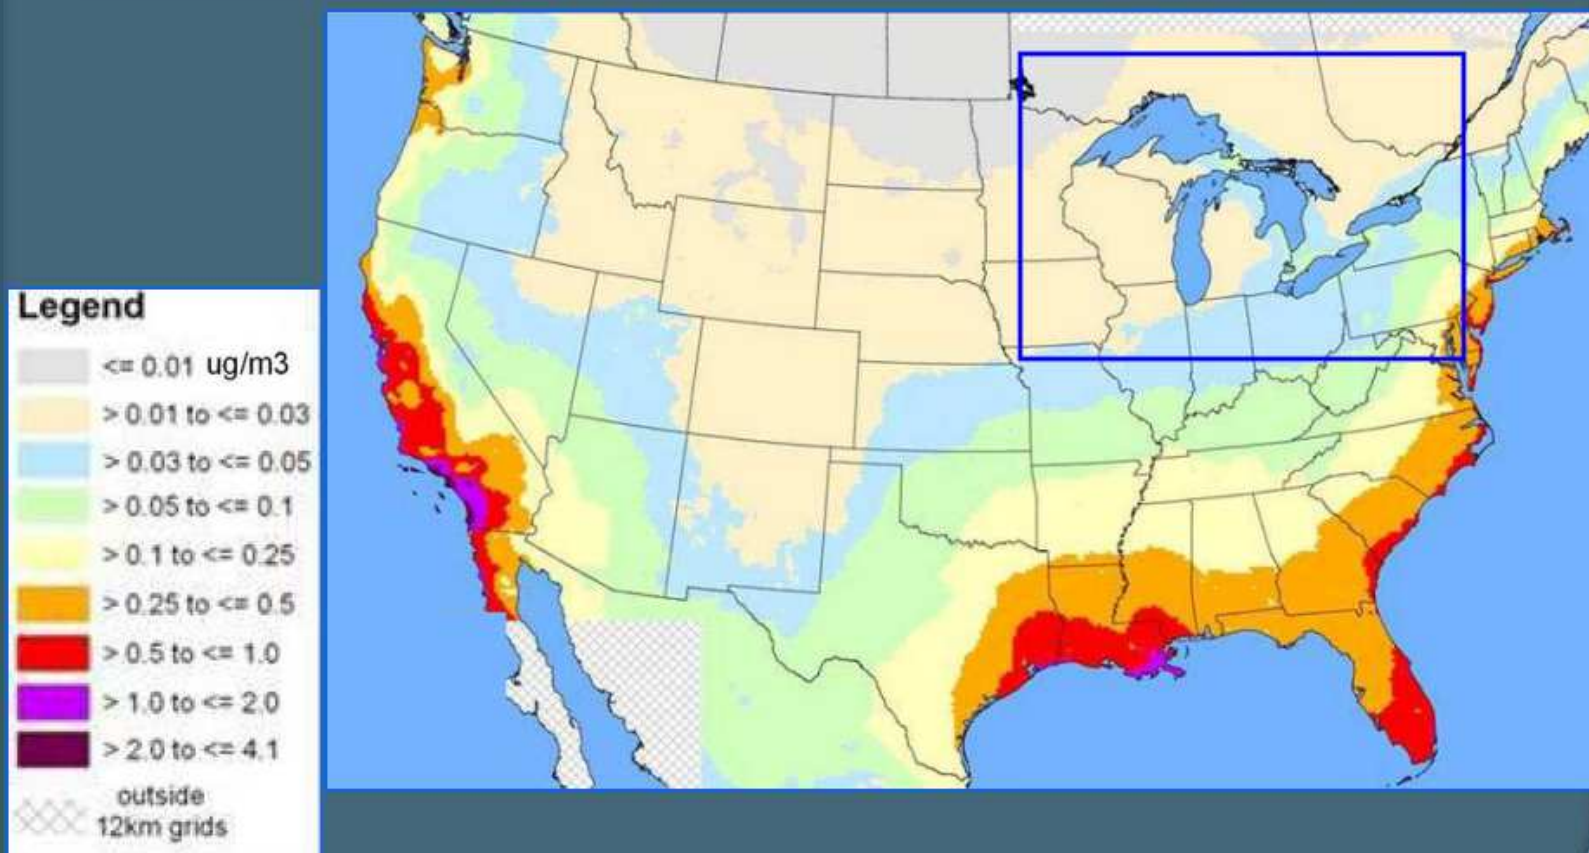 Legend
<= 0.01 ug/m3
> 0.01 to <= 0.03
> 0.03 to <= 0.05
> 0.05 to <= 0.1
> 0.1 to <= 0.25
> 0.25 to <= 0.5
> 0.5 to <= 1.0
> 1.0 to <= 2.0
> 2.0 to <= 4.1
outside
12km grids